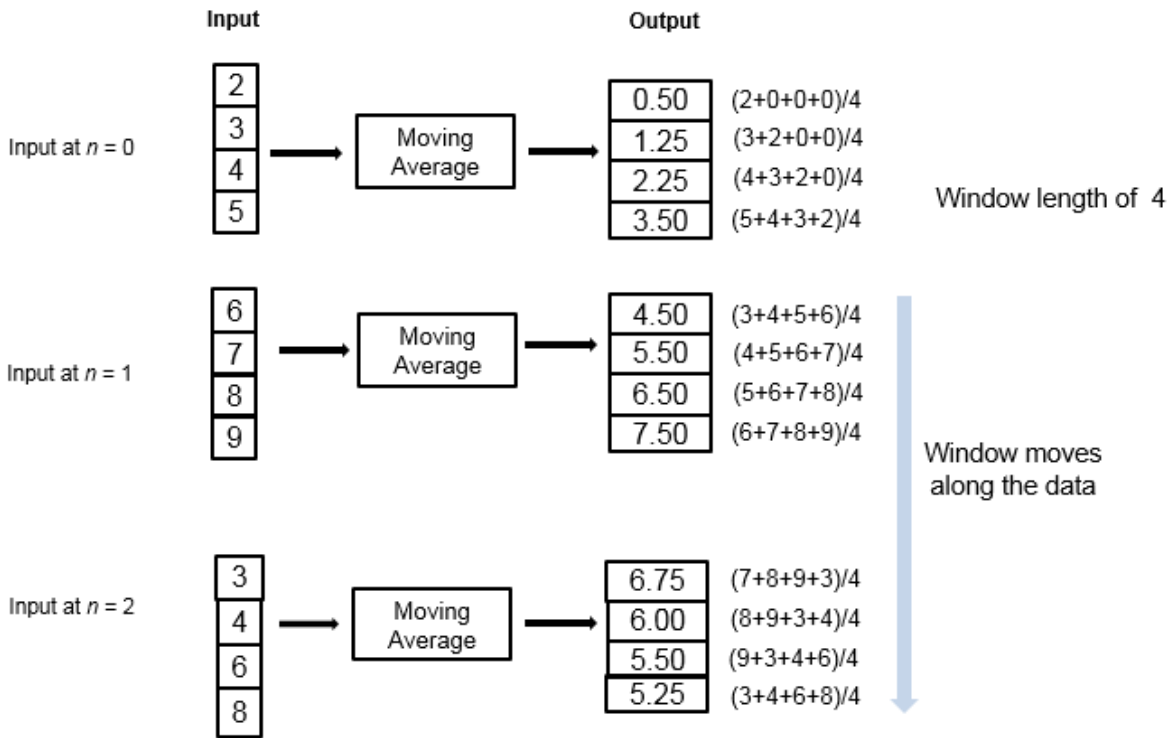 Input
Output
Input at n = 0
2
3
4
5
Moving
Average
0.50 (2+0+0+0)/4
1.25 (3+2+0+0)/4
2.25 (4+3+2+0)/4
3.50 (5+4+3+2)/4
Window length of 4
Input at n = 1
6
7
8
9
Moving
Average
4.50 (3+4+5+6)/4
5.50 (4+5+6+7)/4
6.50 (5+6+7+8)/4
7.50 (6+7+8+9)/4
Window moves
along the data
Input at n = 2
3
4
6
8
Moving
Average
6.75 (7+8+9+3)/4
6.00 (8+9+3+4)/4
5.50 (9+3+4+6)/4
5.25 (3+4+6+8)/4